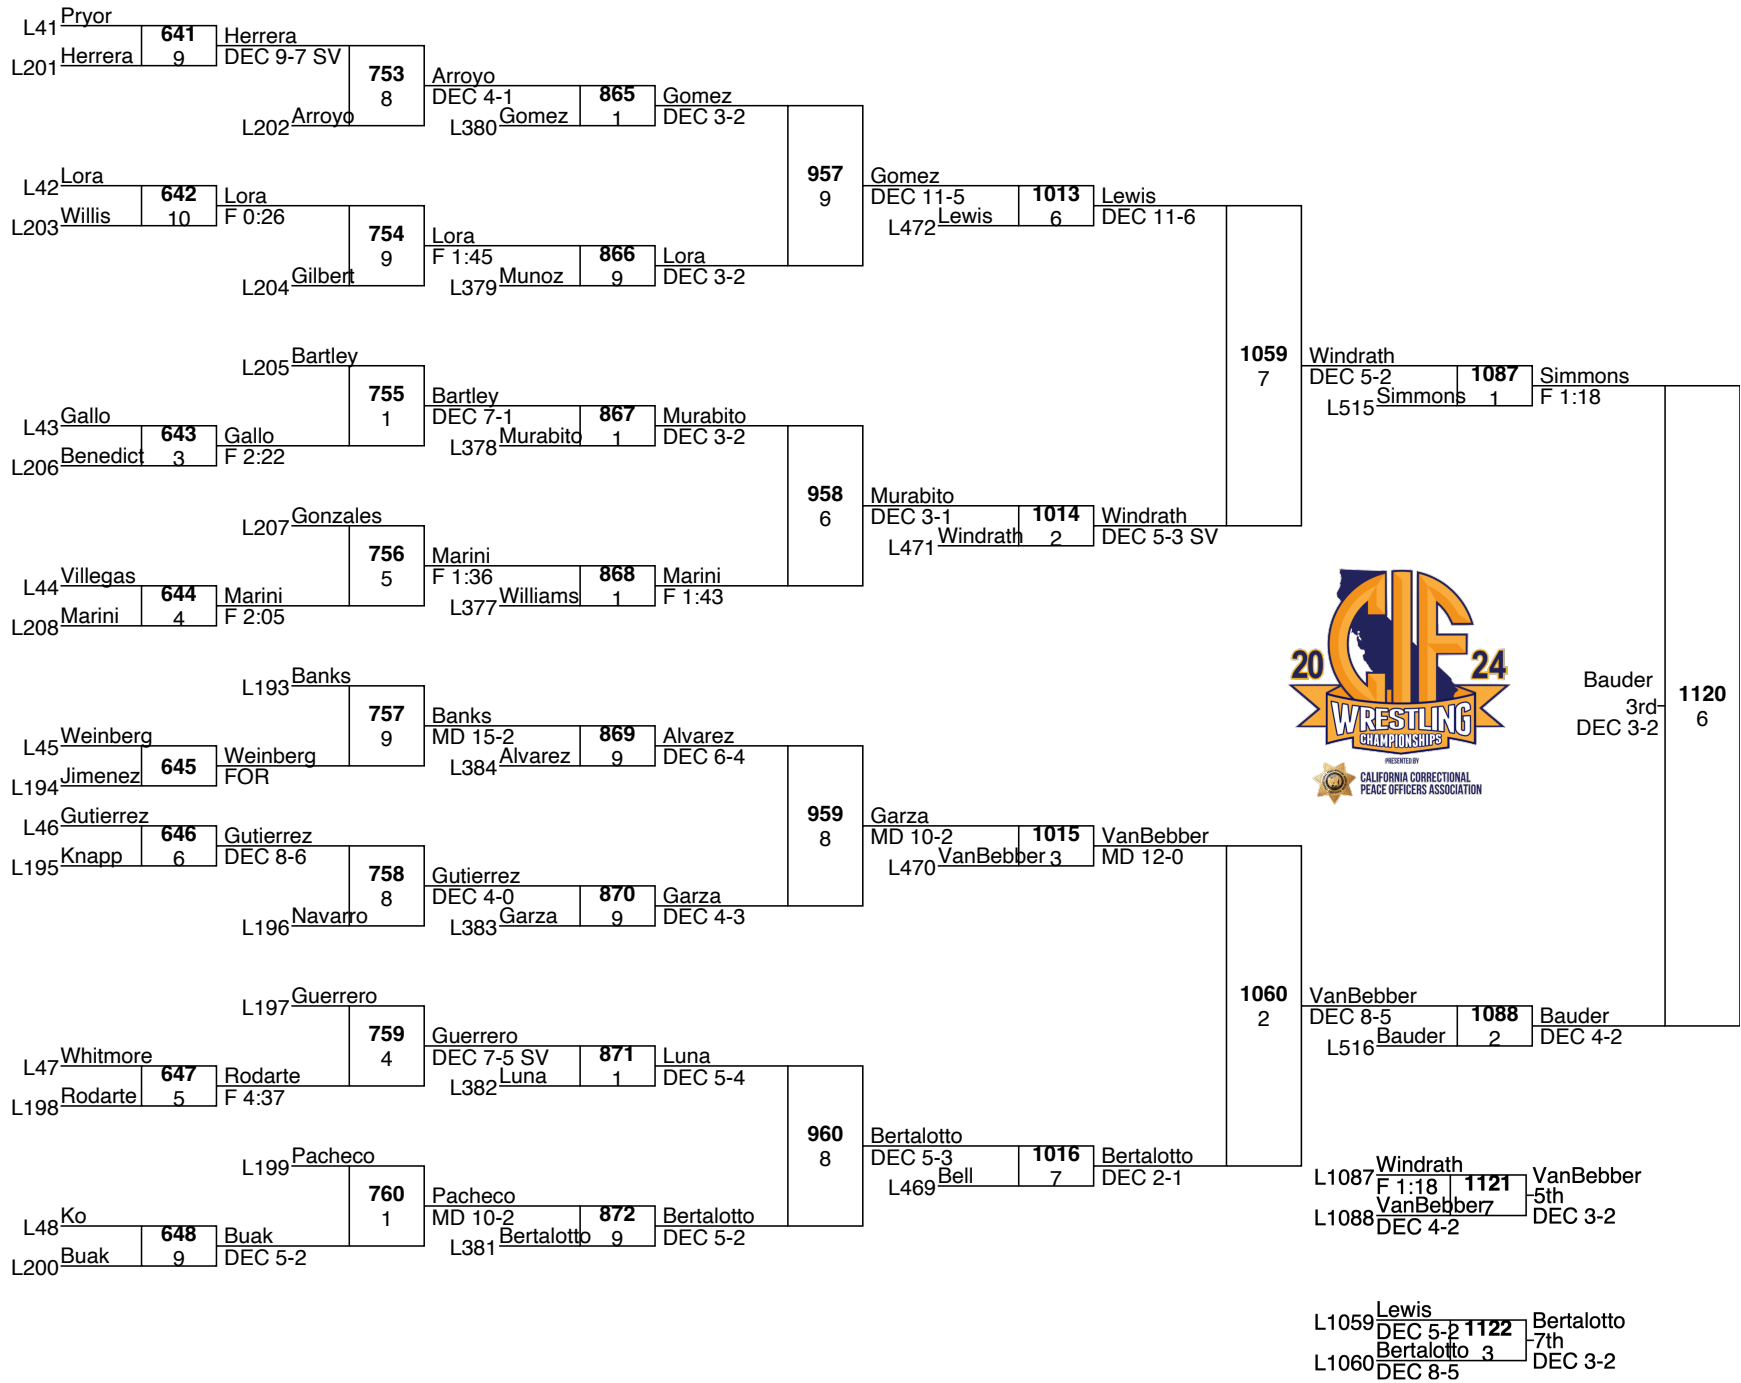 Pryor
L41
641
Herrera
L201
Herrera
9
DEC 9-7 SV
753
8
Arroyo
DEC 4-1
L202
Arroyo
865
1
L380
Gomez
Gomez
DEC 3-2
L42
Lora
642
Lora
L203
Willis
10
F 0:26
754
9
Lora
F 1:45
L204
Gilbert
866
9
L379
Munoz
Lora
DEC 3-2
957
9
Gomez
DEC 11-5
L472
Lewis
1013
6
Lewis
DEC 11-6
L205
Bartley
755
1
Bartley
DEC 7-1
L43
Gallo
643
Gallo
L206
Benedict
3
F 2:22
867
1
L378
Murabito
Murabito
DEC 3-2
L207
Gonzales
756
5
Marini
F 1:36
L44
Villegas
644
Marini
L208
Marini
4
F 2:05
868
1
L377
Williams
Marini
F 1:43
958
6
Murabito
DEC 3-1
L471
Windrath
1014
2
Windrath
DEC 5-3 SV
1059
7
Windrath
DEC 5-2
L515
Simmons
1087
1
Simmons
F 1:18
L193
Banks
757
9
Banks
MD 15-2
L45
Weinberg
645
Weinberg
L194
Jimenez
FOR
869
9
L384
Alvarez
Alvarez
DEC 6-4
L46
Gutierrez
646
Gutierrez
L195
Knapp
6
DEC 8-6
758
8
Gutierrez
DEC 4-0
L196
Navarro
870
9
L383
Garza
Garza
DEC 4-3
959
8
Garza
MD 10-2
L470
VanBebber
1015
3
VanBebber
MD 12-0
L197
Guerrero
759
4
Guerrero
DEC 7-5 SV
L47
Whitmore
647
Rodarte
L198
Rodarte
5
F 4:37
871
1
L382
Luna
Luna
DEC 5-4
L199
Pacheco
760
1
Pacheco
MD 10-2
L48
Ko
648
Buak
L200
Buak
9
DEC 5-2
872
9
L381
Bertalotto
Bertalotto
DEC 5-2
960
8
Bertalotto
DEC 5-3
L469
Bell
1016
7
Bertalotto
DEC 2-1
1060
2
VanBebber
DEC 8-5
L516
Bauder
1088
2
Bauder
DEC 4-2
20 CIF 24
WRESTLING
CHAMPIONSHIPS
PRESENTED BY
CALIFORNIA CORRECTIONAL
PEACE OFFICERS ASSOCIATION
Bauder
3rd
DEC 3-2
1120
6
L1087
Windrath
F 1:18
1121
7
L1088
VanBebber
DEC 4-2
VanBebber
5th
DEC 3-2
L1059
Lewis
DEC 5-2
1122
3
L1060
Bertalotto
DEC 8-5
Bertalotto
7th
DEC 3-2